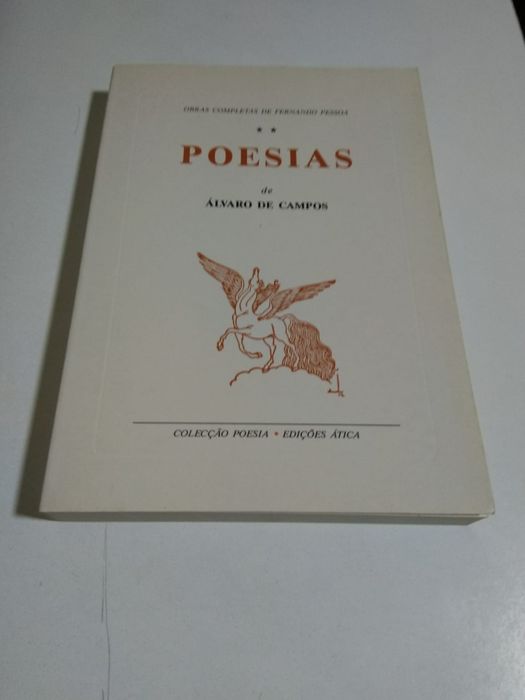 OBRAS COMPLETAS DE FERNANDO PESSOA
★ ★
POESIAS
de
ÁLVARO DE CAMPOS
COLECÇÃO POESIA • EDIÇÕES ÁTICA